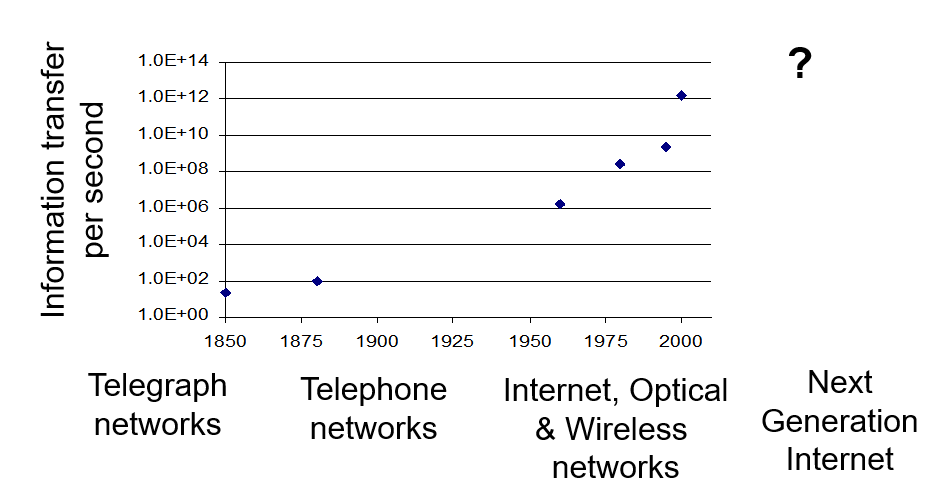 Information transfer
per second
1.0E+14
1.0E+12
1.0E+10
1.0E+08
1.0E+06
1.0E+04
1.0E+02
1.0E+00
?
1850 1875 1900 1925 1950 1975 2000
Telegraph
networks
Telephone
networks
Internet, Optical
& Wireless
networks
Next
Generation
Internet